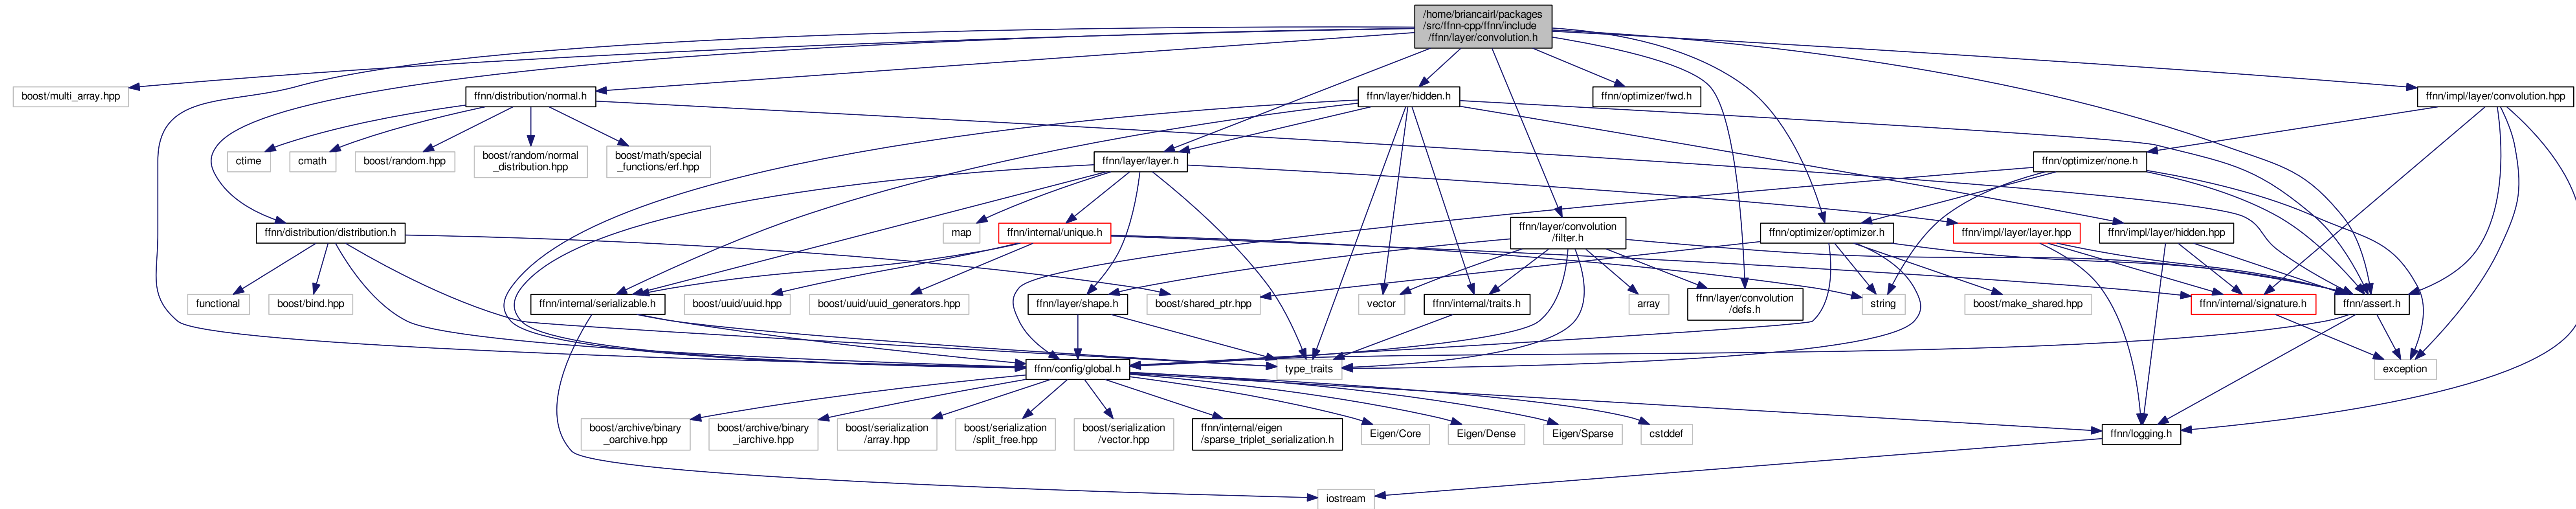 /home/briancairl/packages
/src/ffnn-cpp/ffnn/include
/ffnn/layer/convolution.h
boost/multi_array.hpp
ffnn/distribution/normal.h
ffnn/layer/hidden.h
ffnn/optimizer/fwd.h
ffnn/impl/layer/convolution.hpp
ctime
cmath
boost/random.hpp
boost/random/normal
_distribution.hpp
boost/math/special
_functions/erf.hpp
ffnn/layer/layer.h
ffnn/optimizer/none.h
ffnn/distribution/distribution.h
map
ffnn/internal/unique.h
ffnn/layer/convolution
/filter.h
ffnn/optimizer/optimizer.h
ffnn/impl/layer/layer.hpp
ffnn/impl/layer/hidden.hpp
functional
boost/bind.hpp
ffnn/internal/serializable.h
boost/uuid/uuid.hpp
boost/uuid/uuid_generators.hpp
ffnn/layer/shape.h
boost/shared_ptr.hpp
vector
ffnn/internal/traits.h
array
ffnn/layer/convolution
/defs.h
string
boost/make_shared.hpp
ffnn/internal/signature.h
ffnn/assert.h
ffnn/config/global.h
type_traits
exception
boost/archive/binary
_oarchive.hpp
boost/archive/binary
_iarchive.hpp
boost/serialization
/array.hpp
boost/serialization
/split_free.hpp
boost/serialization
/vector.hpp
ffnn/internal/eigen
/sparse_triplet_serialization.h
Eigen/Core
Eigen/Dense
Eigen/Sparse
cstddef
ffnn/logging.h
iostream